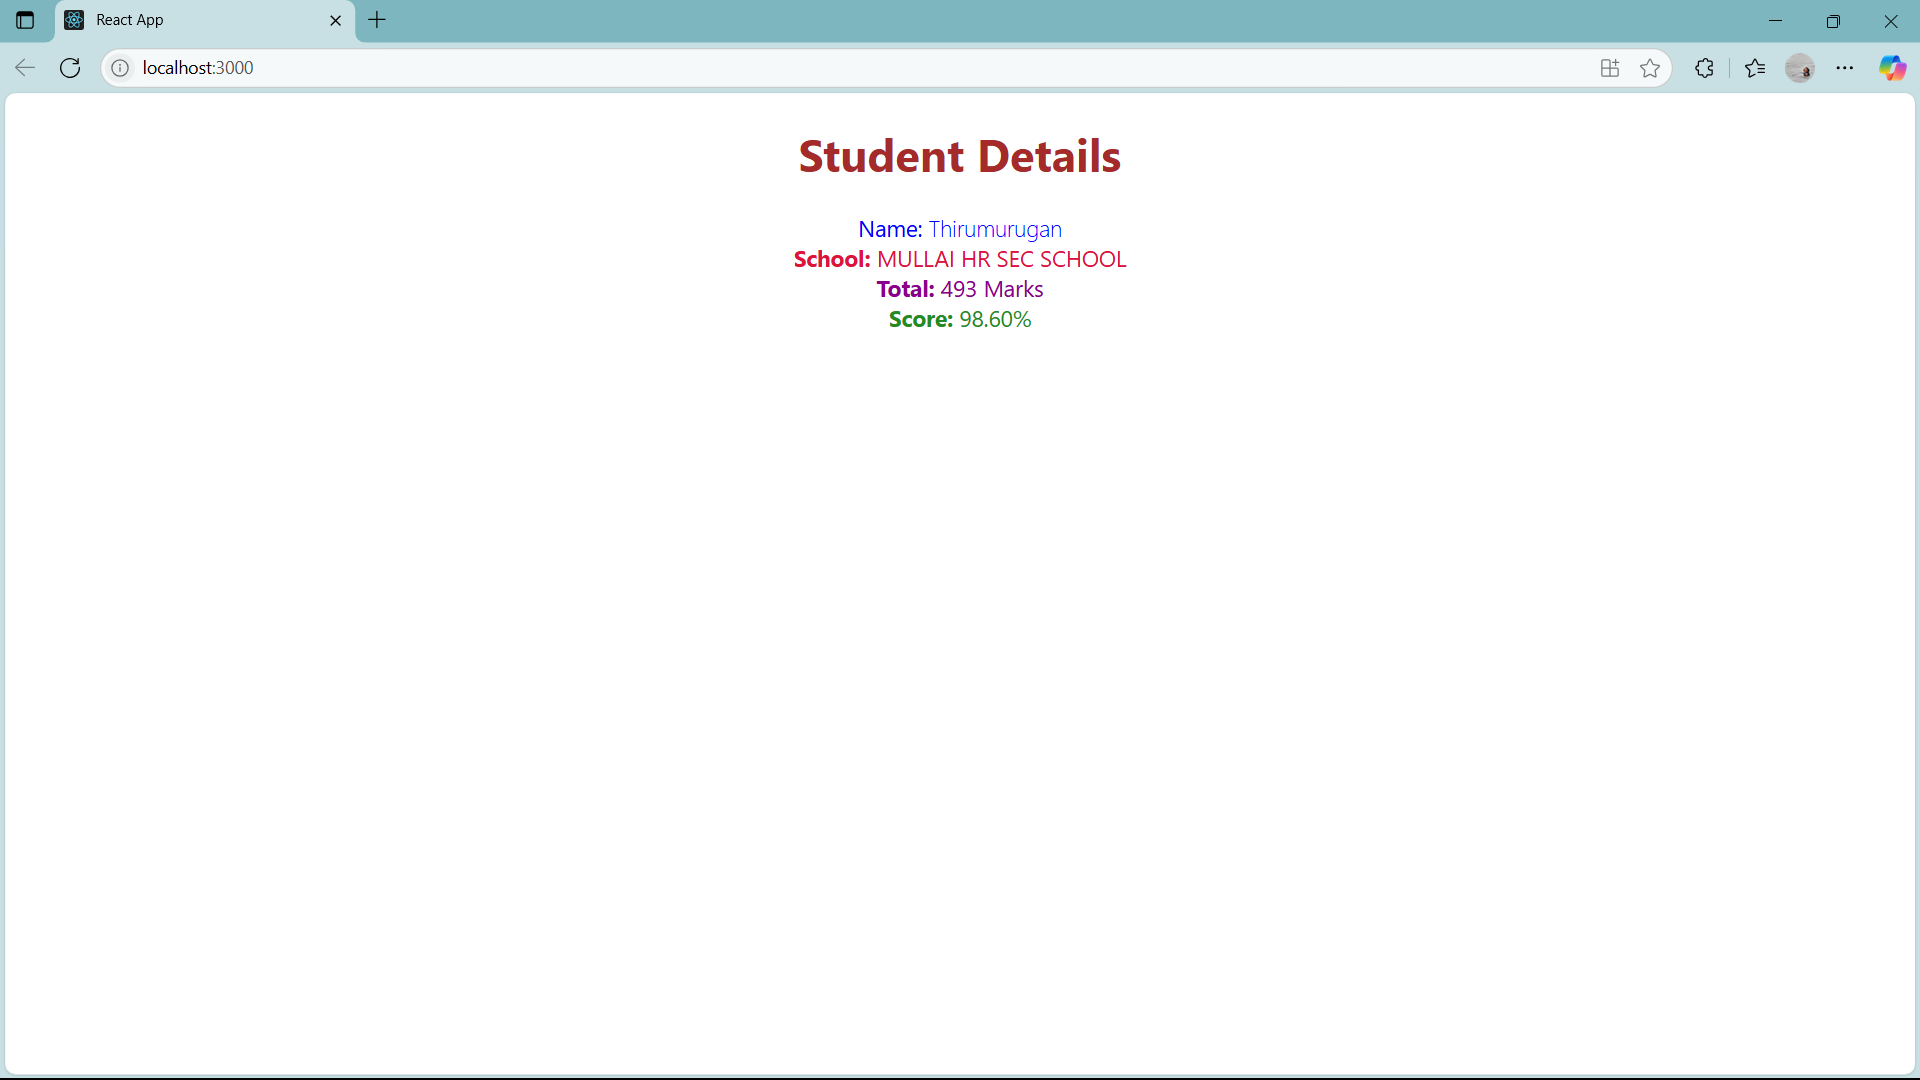 React App
localhost:3000
Student Details
Name: Thirumurugan
School: MULLAI HR SEC SCHOOL
Total: 493 Marks
Score: 98.60%